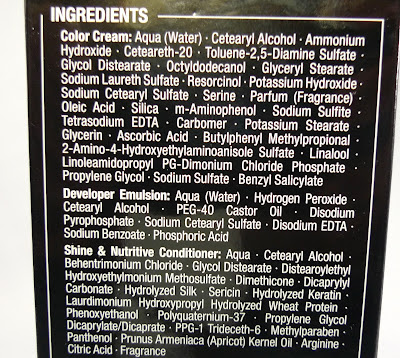 INGREDIENTS
Color Cream: Aqua (Water) · Cetearyl Alcohol · Ammonium
Hydroxide · Ceteareth-20 · Toluene-2,5-Diamine Sulfate ·
Glycol Distearate · Octyldodecanol · Glyceryl Stearate ·
Sodium Laureth Sulfate · Resorcinol · Potassium Hydroxide ·
Sodium Cetearyl Sulfate · Serine · Parfum (Fragrance) ·
Oleic Acid · Silica · m-Aminophenol · Sodium Sulfite ·
Tetrasodium EDTA · Carbomer · Potassium Stearate ·
Glycerin · Ascorbic Acid · Butylphenyl Methylpropional ·
2-Amino-4-Hydroxyethylaminoanisole Sulfate · Linalool ·
Linoleamidopropyl PG-Dimonium Chloride Phosphate ·
Propylene Glycol · Sodium Sulfate · Benzyl Salicylate
Developer Emulsion: Aqua (Water) · Hydrogen Peroxide ·
Cetearyl Alcohol · PEG-40 Castor Oil · Disodium
Pyrophosphate · Sodium Cetearyl Sulfate · Disodium EDTA ·
Sodium Benzoate · Phosphoric Acid
Shine & Nutritive Conditioner: Aqua · Cetearyl Alcohol ·
Behentrimonium Chloride · Glycol Distearate · Distearoylethyl
Hydroxyethylmonium Methosulfate · Dimethicone · Dicaprylyl
Carbonate · Hydrolyzed Silk · Sericin · Hydrolyzed Keratin ·
Laurdimonium Hydroxypropyl Hydrolyzed Wheat Protein ·
Phenoxyethanol · Polyquaternium-37 · Propylene Glycol
Dicaprylate/Dicaprate · PPG-1 Trideceth-6 · Methylparaben ·
Panthenol · Prunus Armeniaca (Apricot) Kernel Oil · Arginine ·
Citric Acid · Fragrance